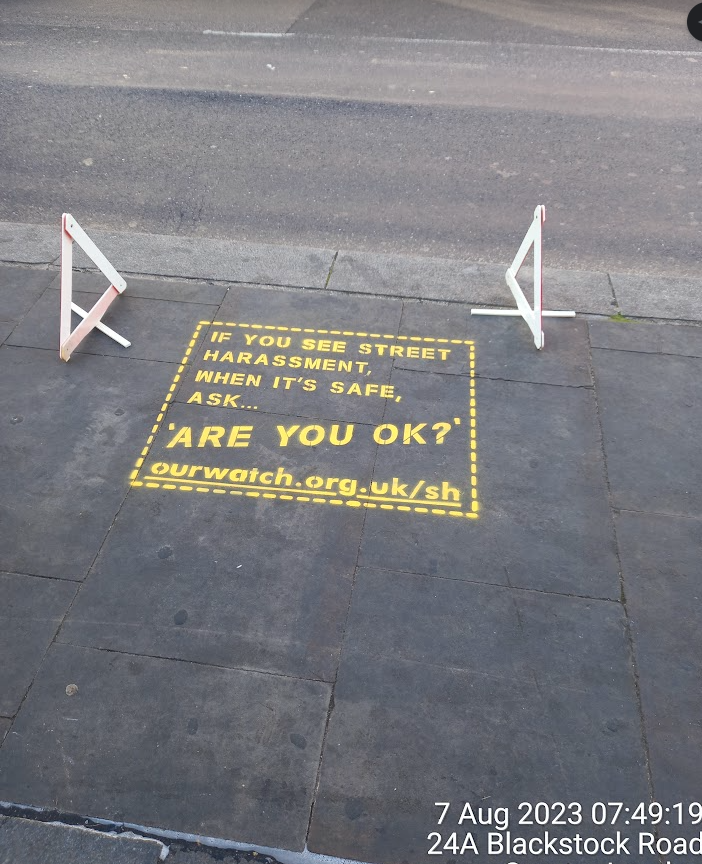 IF YOU SEE STREET
HARASSMENT,
WHEN IT'S SAFE,
ASK...
'ARE YOU OK?'
ourwatch.org.uk/sh
7 Aug 2023 07:49:19
24A Blackstock Road